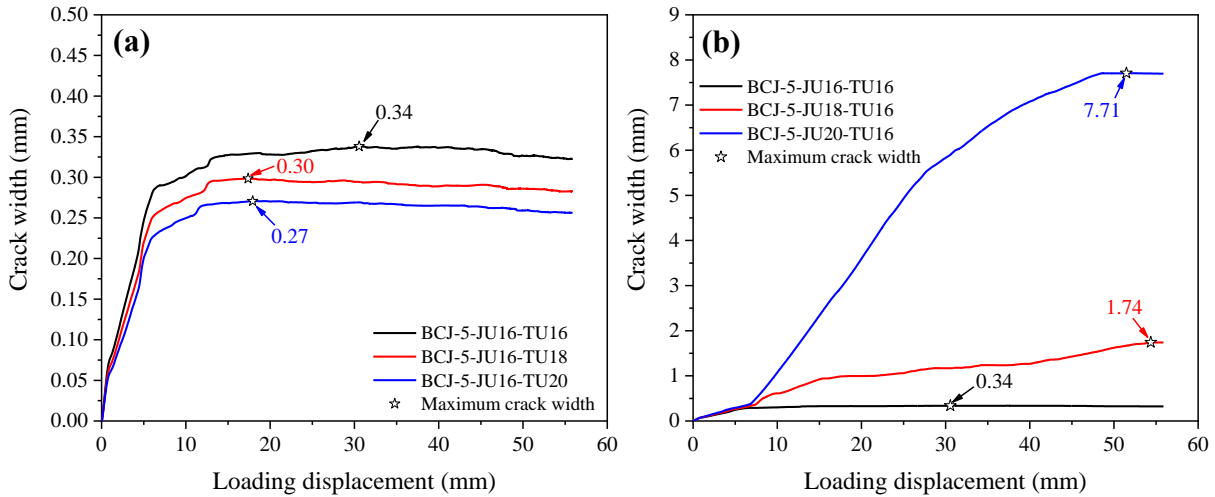 (a)
0.50
0.45
0.40
0.35
0.30
0.25
0.20
0.15
0.10
0.05
0.00
Crack width (mm)
0.34
0.30
0.27
BCJ-5-JU16-TU16
BCJ-5-JU16-TU18
BCJ-5-JU16-TU20
Maximum crack width
0 10 20 30 40 50 60
Loading displacement (mm)
(b)
9
8
7
6
5
4
3
2
1
0
Crack width (mm)
BCJ-5-JU16-TU16
BCJ-5-JU18-TU16
BCJ-5-JU20-TU16
Maximum crack width
7.71
1.74
0.34
0 10 20 30 40 50 60
Loading displacement (mm)